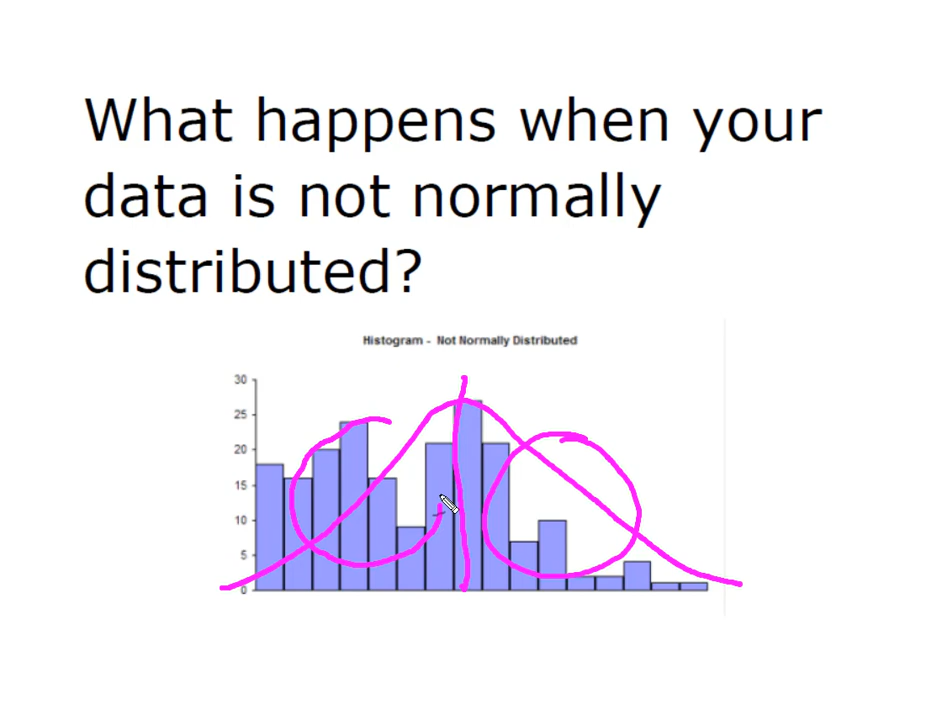 What happens when your
data is not normally
distributed?
Histogram - Not Normally Distributed
30
25
20
15
10
5
0